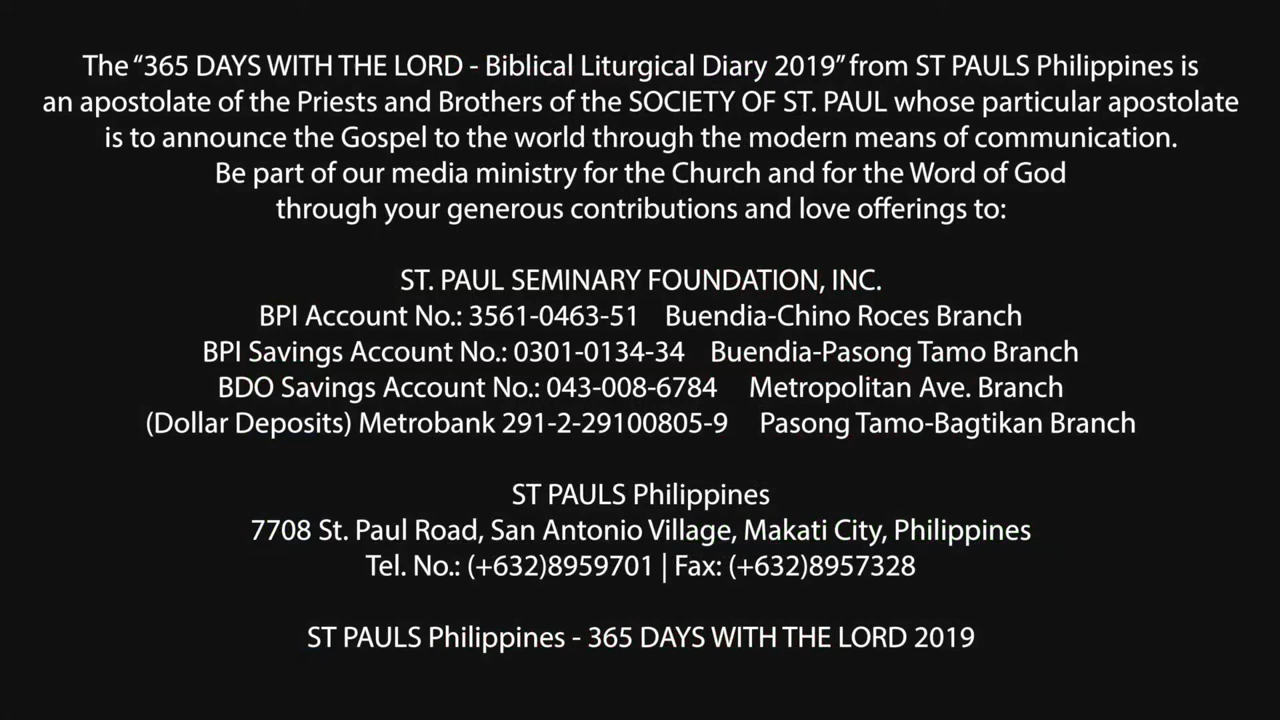 The “365 DAYS WITH THE LORD - Biblical Liturgical Diary 2019” from ST PAULS Philippines is
an apostolate of the Priests and Brothers of the SOCIETY OF ST. PAUL whose particular apostolate
is to announce the Gospel to the world through the modern means of communication.
Be part of our media ministry for the Church and for the Word of God
through your generous contributions and love offerings to:
ST. PAUL SEMINARY FOUNDATION, INC.
BPI Account No.: 3561-0463-51 Buendia-Chino Roces Branch
BPI Savings Account No.: 0301-0134-34 Buendia-Pasong Tamo Branch
BDO Savings Account No.: 043-008-6784 Metropolitan Ave. Branch
(Dollar Deposits) Metrobank 291-2-29100805-9 Pasong Tamo-Bagtikan Branch
ST PAULS Philippines
7708 St. Paul Road, San Antonio Village, Makati City, Philippines
Tel. No.: (+632)8959701 | Fax: (+632)8957328
ST PAULS Philippines - 365 DAYS WITH THE LORD 2019